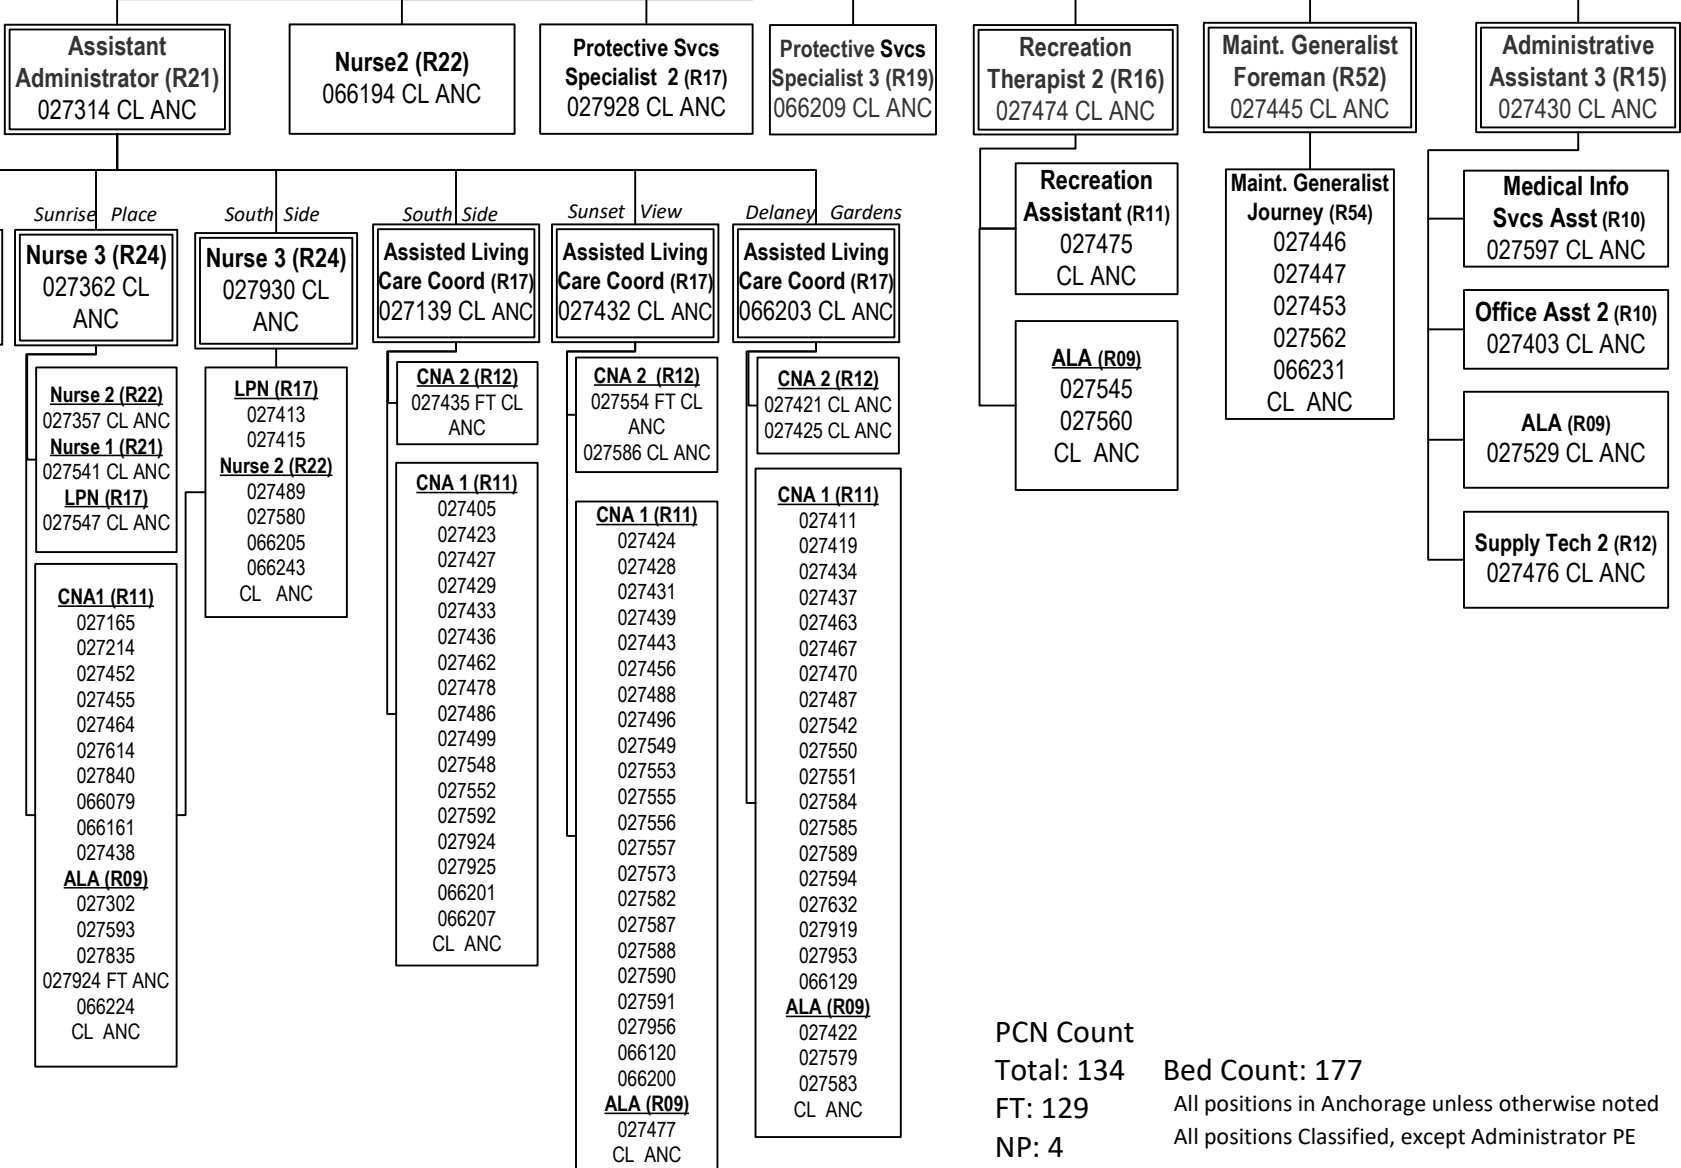 Assistant
Administrator (R21)
027314 CL ANC
Nurse2 (R22)
066194 CL ANC
Protective Svcs
Specialist 2 (R17)
027928 CL ANC
Protective Svcs
Specialist 3 (R19)
066209 CL ANC
Recreation
Therapist 2 (R16)
027474 CL ANC
Maint. Generalist
Foreman (R52)
027445 CL ANC
Administrative
Assistant 3 (R15)
027430 CL ANC
Sunrise Place
Nurse 3 (R24)
027362 CL
ANC
Nurse 2 (R22)
027357 CL ANC
Nurse 1 (R21)
027541 CL ANC
LPN (R17)
027547 CL ANC
CNA1 (R11)
027165
027214
027452
027455
027464
027614
027840
066079
066161
027438
ALA (R09)
027302
027593
027835
027924 FT ANC
066224
CL ANC
South Side
Nurse 3 (R24)
027930 CL
ANC
LPN (R17)
027413
027415
Nurse 2 (R22)
027489
027580
066205
066243
CL ANC
South Side
Assisted Living
Care Coord (R17)
027139 CL ANC
CNA 2 (R12)
027435 FT CL
ANC
CNA 1 (R11)
027405
027423
027427
027429
027433
027436
027462
027478
027486
027499
027548
027552
027592
027924
027925
066201
066207
CL ANC
Sunset View
Assisted Living
Care Coord (R17)
027432 CL ANC
CNA 2 (R12)
027554 FT CL
ANC
027586 CL ANC
CNA 1 (R11)
027424
027428
027431
027439
027443
027456
027488
027496
027549
027553
027555
027556
027557
027573
027582
027587
027588
027590
027591
027956
066120
066200
ALA (R09)
027477
CL ANC
Delaney Gardens
Assisted Living
Care Coord (R17)
066203 CL ANC
CNA 2 (R12)
027421 CL ANC
027425 CL ANC
CNA 1 (R11)
027411
027419
027434
027437
027463
027467
027470
027487
027542
027550
027551
027584
027585
027589
027594
027632
027919
027953
066129
ALA (R09)
027422
027579
027583
CL ANC
Recreation
Assistant (R11)
027475
CL ANC
ALA (R09)
027545
027560
CL ANC
Maint. Generalist
Journey (R54)
027446
027447
027453
027562
066231
CL ANC
Medical Info
Svcs Asst (R10)
027597 CL ANC
Office Asst 2 (R10)
027403 CL ANC
ALA (R09)
027529 CL ANC
Supply Tech 2 (R12)
027476 CL ANC
PCN Count
Total: 134 Bed Count: 177
FT: 129 All positions in Anchorage unless otherwise noted
NP: 4 All positions Classified, except Administrator PE